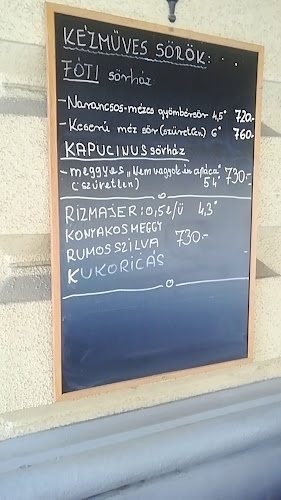 KÉZMŰVES SÖRÖK:
FÓTI sörház
- Narancsos-mézes gyömbérsör 4,5° 720.-
- Keserű méz sör (szűretlen) 6° 760.-
KAPUCINUS sörház
- meggyes "Nem vagyok én apáca" 730.-
(szűretlen) 5,4°
RIZMAJER: 0,5l/ü 4,3°
KONYAKOS MEGGY
RUMOS SZILVA 730.-
KUKORICÁS